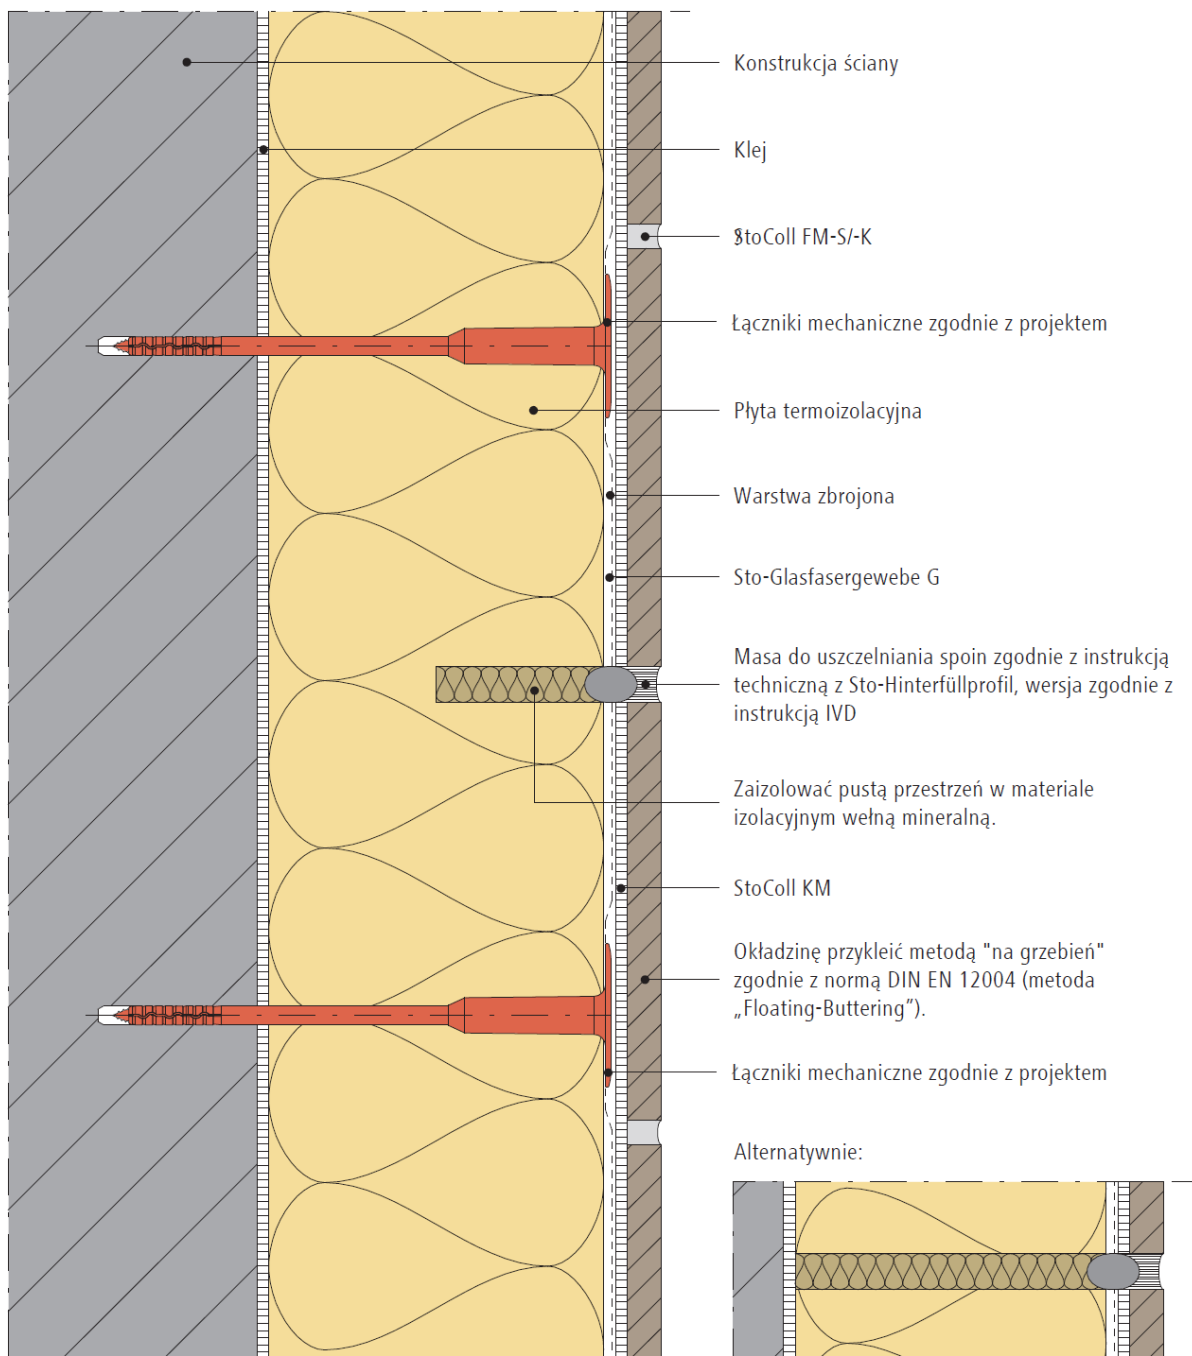 Konstrukcja ściany
Klej
StoColl FM-S/-K
Łączniki mechaniczne zgodnie z projektem
Płyta termoizolacyjna
Warstwa zbrojona
Sto-Glasfasergewebe G
Masa do uszczelniania spoin zgodnie z instrukcją
techniczną z Sto-Hinterfüllprofil, wersja zgodnie z
instrukcją IVD
Zaizolować pustą przestrzeń w materiale
izolacyjnym wełną mineralną.
StoColl KM
Okładzinę przykleić metodą "na grzebień"
zgodnie z normą DIN EN 12004 (metoda
„Floating-Buttering”).
Łączniki mechaniczne zgodnie z projektem
Alternatywnie: